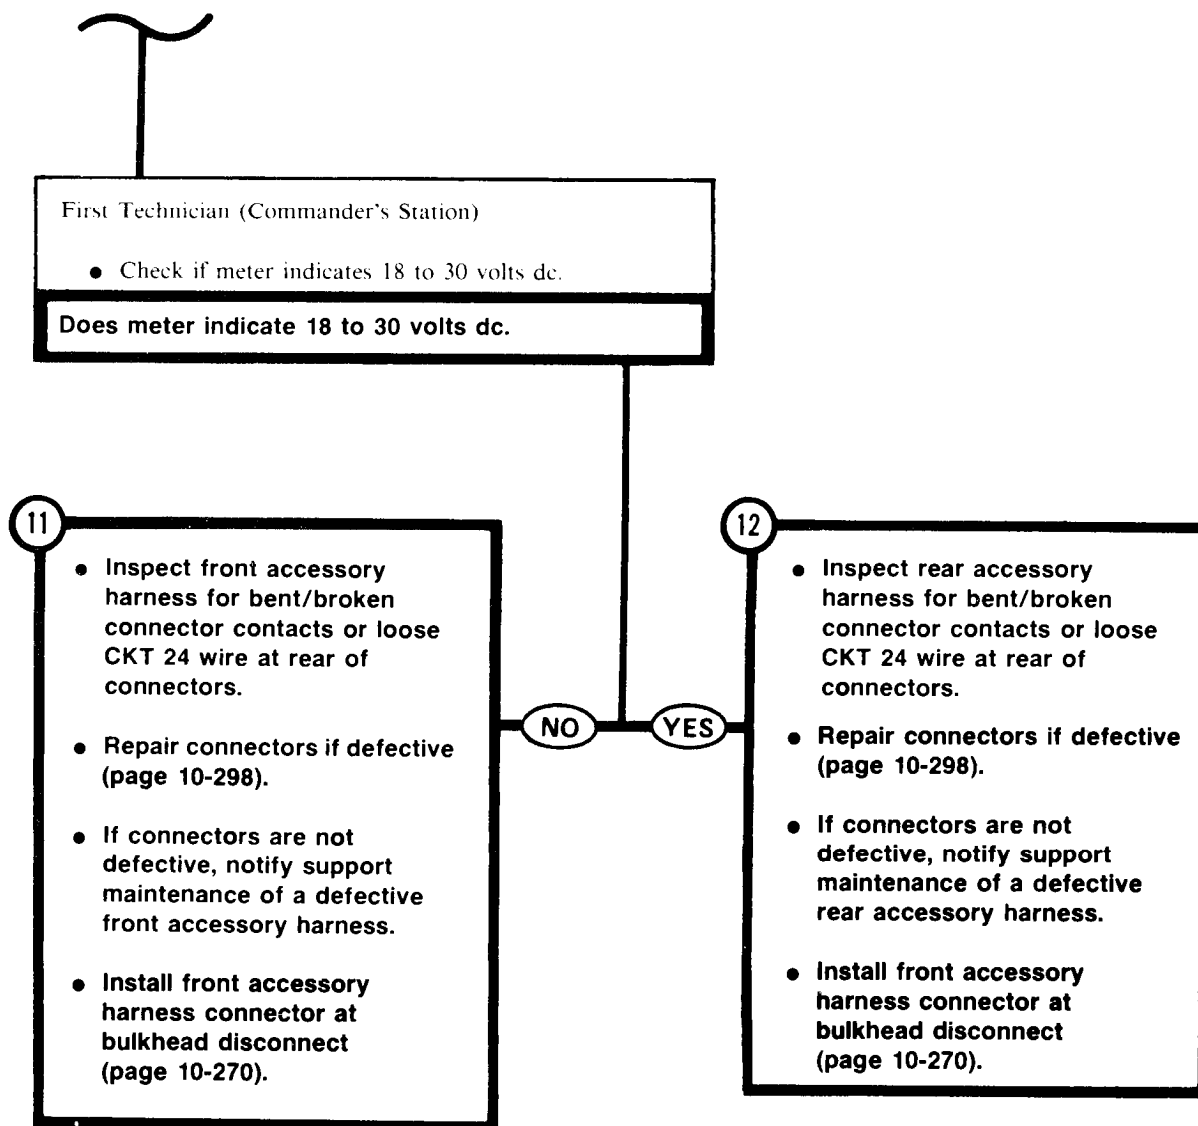 First Technician (Commander's Station)
● Check if meter indicates 18 to 30 volts dc.
Does meter indicate 18 to 30 volts dc.
11
● Inspect front accessory
harness for bent/broken
connector contacts or loose
CKT 24 wire at rear of
connectors.
● Repair connectors if defective
(page 10-298).
● If connectors are not
defective, notify support
maintenance of a defective
front accessory harness.
● Install front accessory
harness connector at
bulkhead disconnect
(page 10-270).
NO
YES
12
● Inspect rear accessory
harness for bent/broken
connector contacts or loose
CKT 24 wire at rear of
connectors.
● Repair connectors if defective
(page 10-298).
● If connectors are not
defective, notify support
maintenance of a defective
rear accessory harness.
● Install front accessory
harness connector at
bulkhead disconnect
(page 10-270).